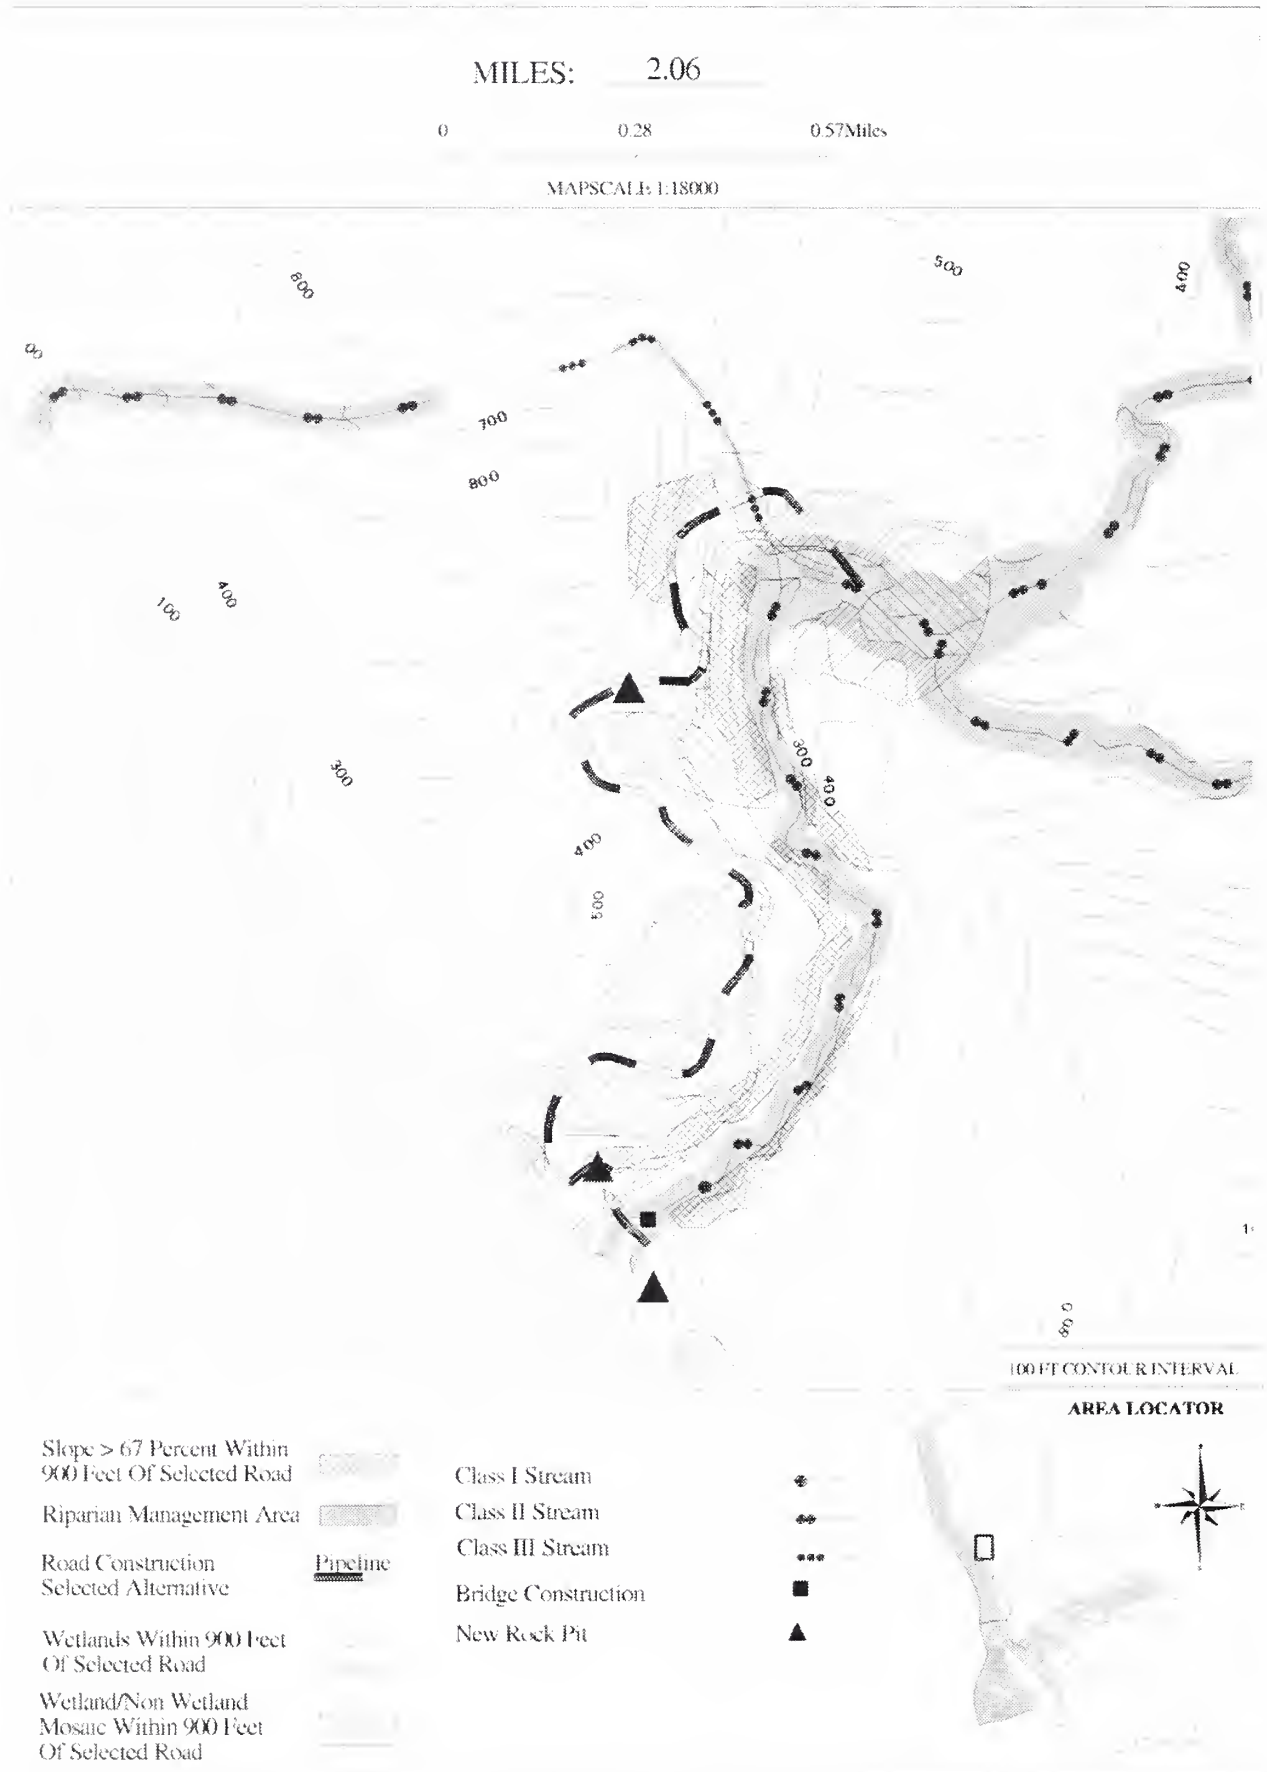 MILES: 2.06
0 0.28 0.57Miles
MAPSCALE 1:18000
500
400
800
700
800
400
100
300
300
400
400
500
100 FT CONTOUR INTERVAL
AREA LOCATOR
Slope > 67 Percent Within
900 Feet Of Selected Road
Riparian Management Area
Road Construction
Selected Alternative
Pipeline
Wetlands Within 900 Feet
Of Selected Road
Wetland/Non Wetland
Mosaic Within 900 Feet
Of Selected Road
Class I Stream
Class II Stream
Class III Stream
Bridge Construction
New Rock Pit